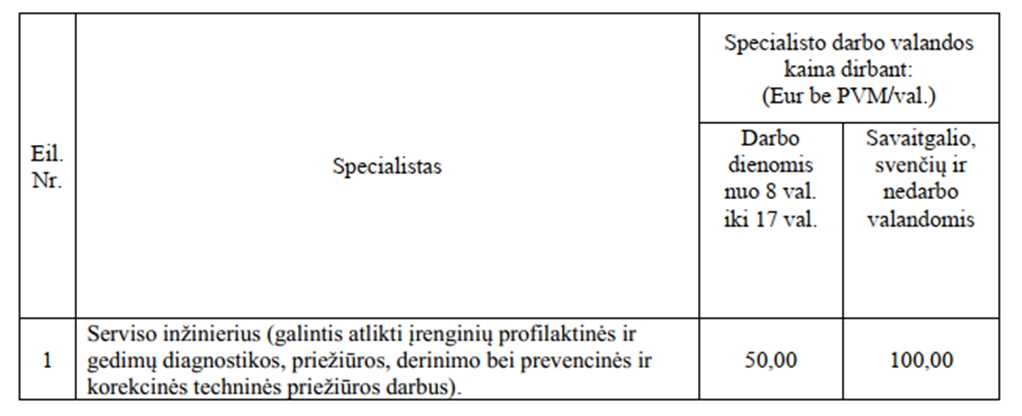 Eil.
Nr.
Specialistas
Specialisto darbo valandos
kaina dirbant:
(Eur be PVM/val.)
Darbo
dienomis
nuo 8 val.
iki 17 val.
Savaitgalio,
svenčių ir
nedarbo
valandomis
1
Serviso inžinierius (galintis atlikti įrenginių profilaktinės ir
gedimų diagnostikos, priežiūros, derinimo bei prevencinės ir
korekcinės techninės priežiūros darbus).
50,00
100,00